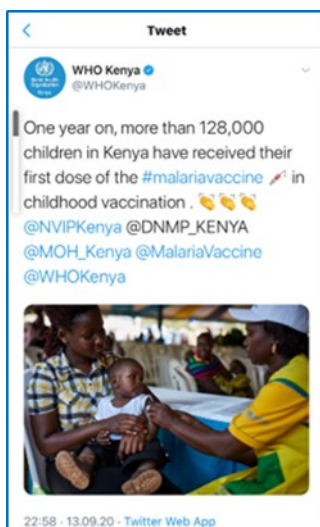 Tweet
WHO Kenya
@WHOKenya
One year on, more than 128,000
children in Kenya have received their
first dose of the #malariavaccine 💉 in
childhood vaccination . 👏👏👏
@NVIPKenya @DNMP_KENYA
@MOH_Kenya @MalariaVaccine
@WHOKenya
22:58 · 13.09.20 · Twitter Web App